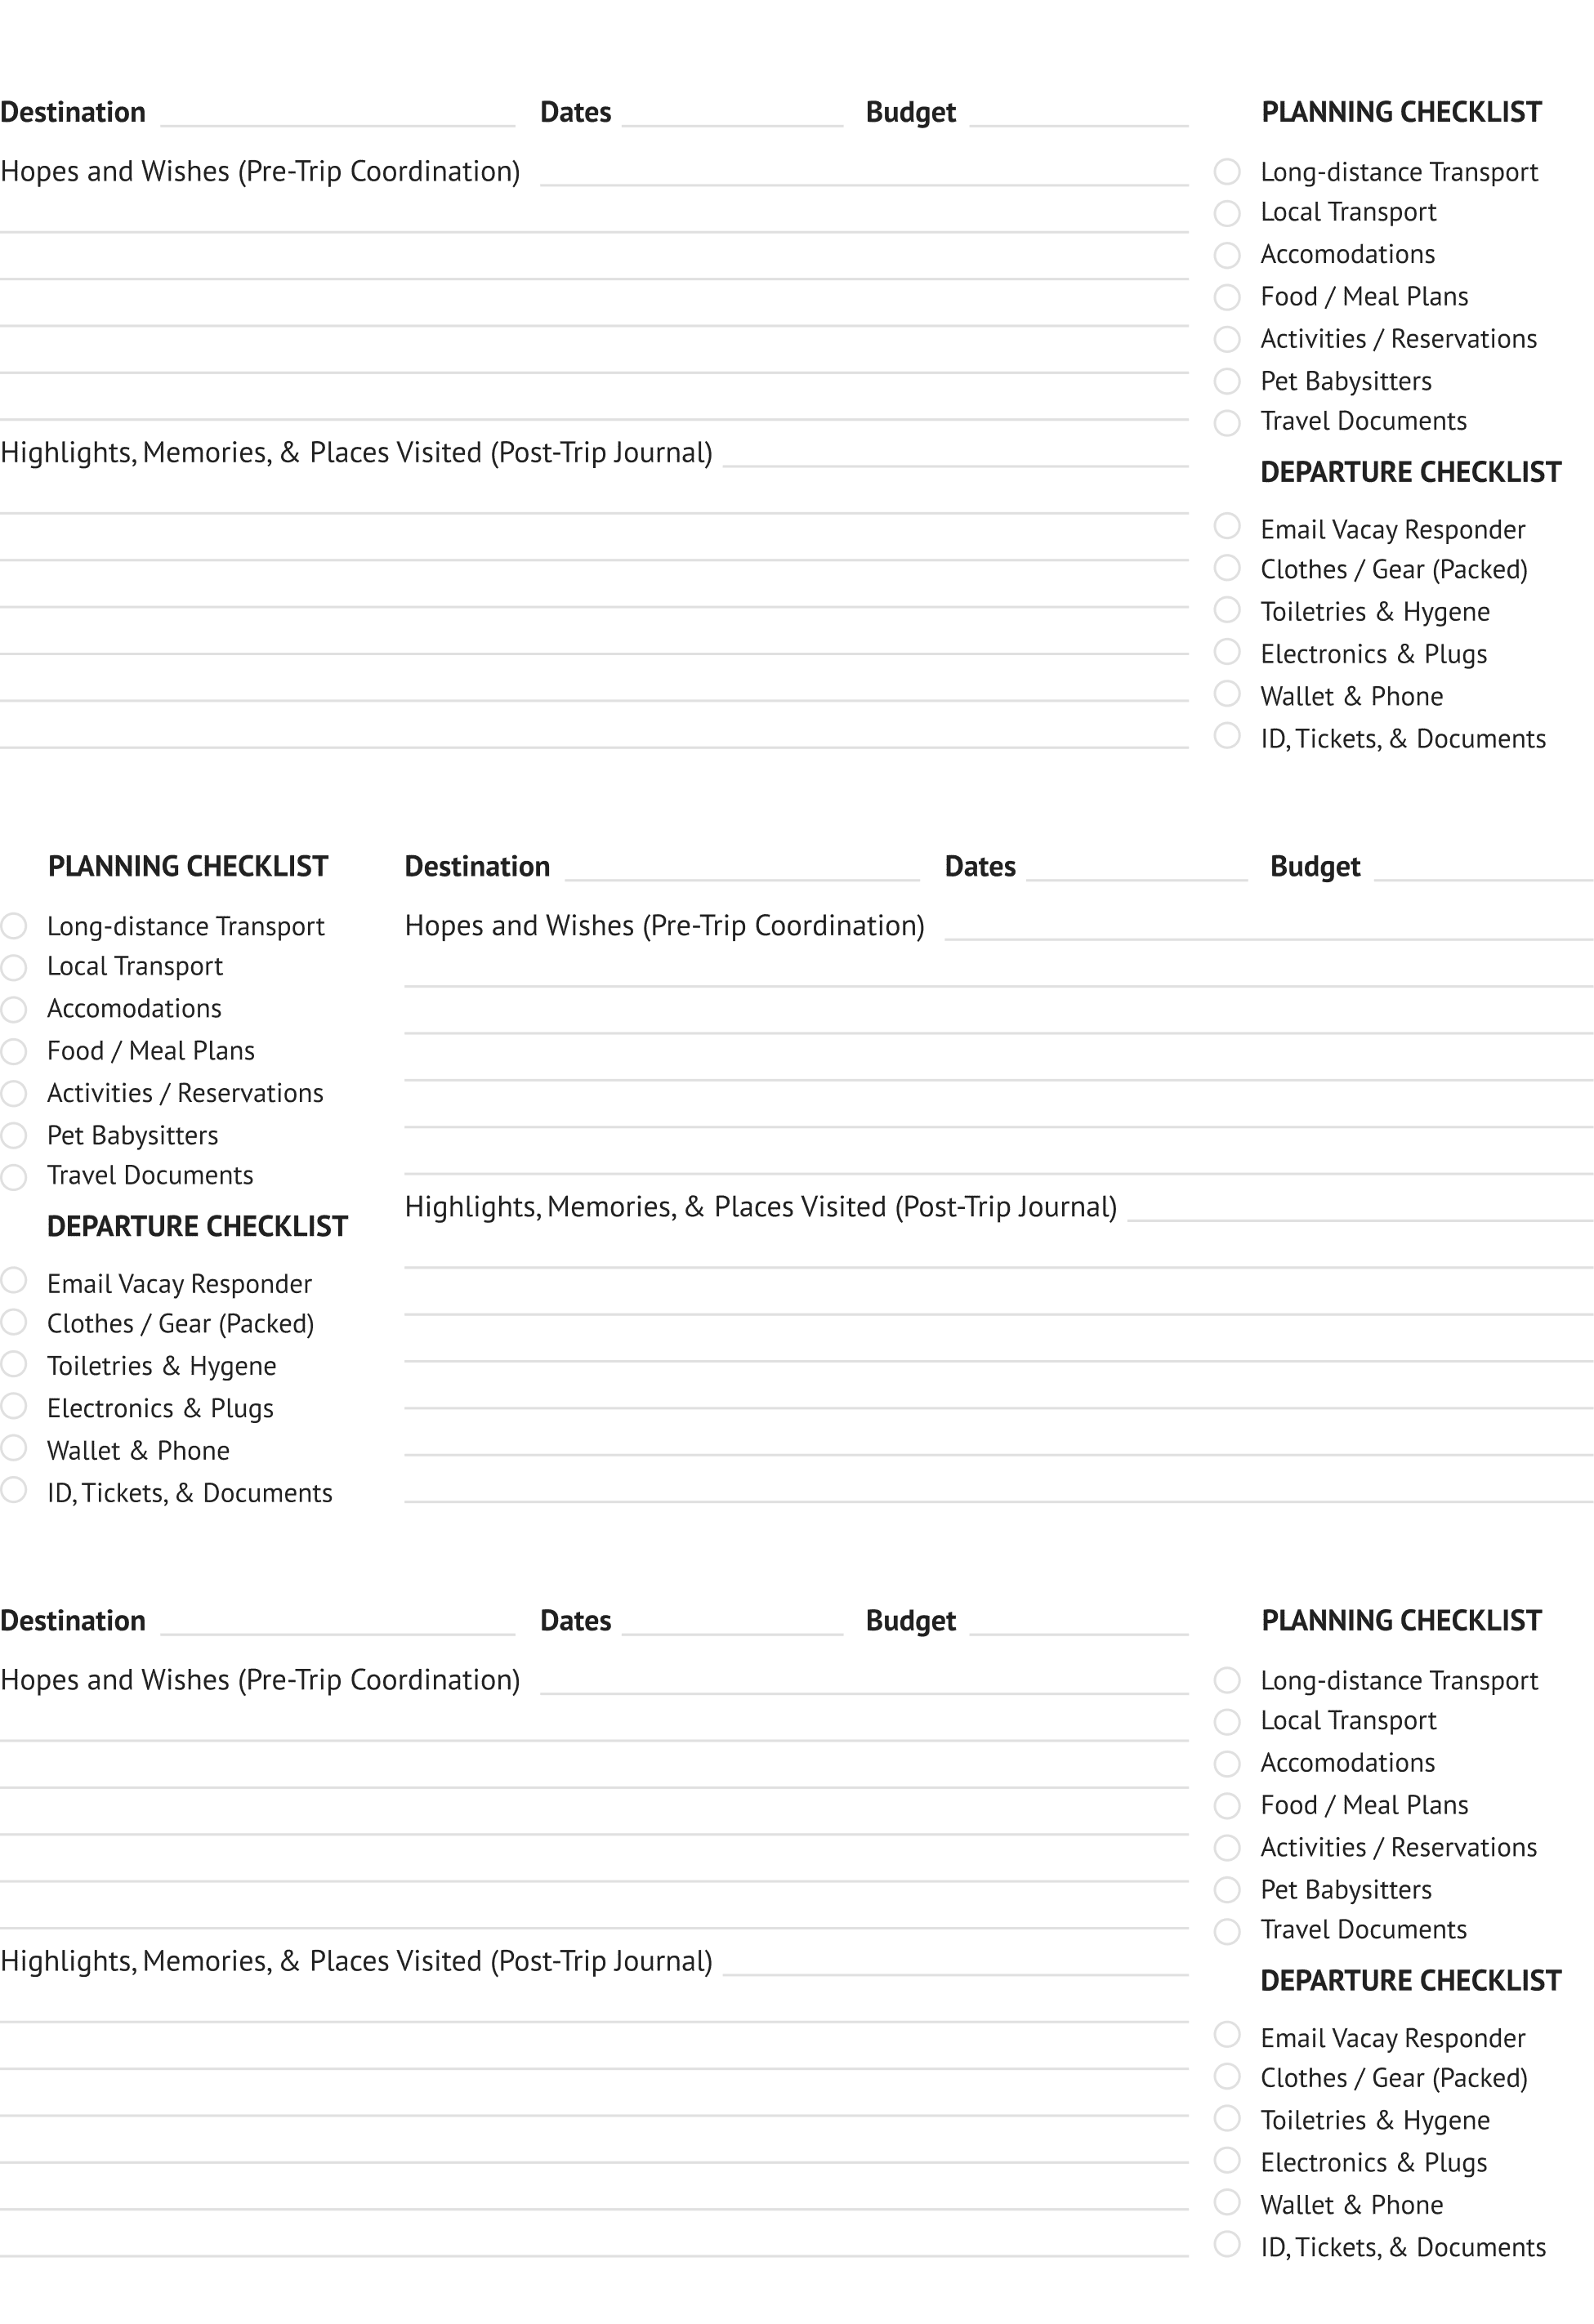 Destination Dates Budget
Hopes and Wishes (Pre-Trip Coordination)
Highlights, Memories, & Places Visited (Post-Trip Journal)
PLANNING CHECKLIST
Long-distance Transport
Local Transport
Accomodations
Food / Meal Plans
Activities / Reservations
Pet Babysitters
Travel Documents
DEPARTURE CHECKLIST
Email Vacay Responder
Clothes / Gear (Packed)
Toiletries & Hygene
Electronics & Plugs
Wallet & Phone
ID, Tickets, & Documents
PLANNING CHECKLIST
Long-distance Transport
Local Transport
Accomodations
Food / Meal Plans
Activities / Reservations
Pet Babysitters
Travel Documents
DEPARTURE CHECKLIST
Email Vacay Responder
Clothes / Gear (Packed)
Toiletries & Hygene
Electronics & Plugs
Wallet & Phone
ID, Tickets, & Documents
Destination Dates Budget
Hopes and Wishes (Pre-Trip Coordination)
Highlights, Memories, & Places Visited (Post-Trip Journal)
Destination Dates Budget
Hopes and Wishes (Pre-Trip Coordination)
Highlights, Memories, & Places Visited (Post-Trip Journal)
PLANNING CHECKLIST
Long-distance Transport
Local Transport
Accomodations
Food / Meal Plans
Activities / Reservations
Pet Babysitters
Travel Documents
DEPARTURE CHECKLIST
Email Vacay Responder
Clothes / Gear (Packed)
Toiletries & Hygene
Electronics & Plugs
Wallet & Phone
ID, Tickets, & Documents